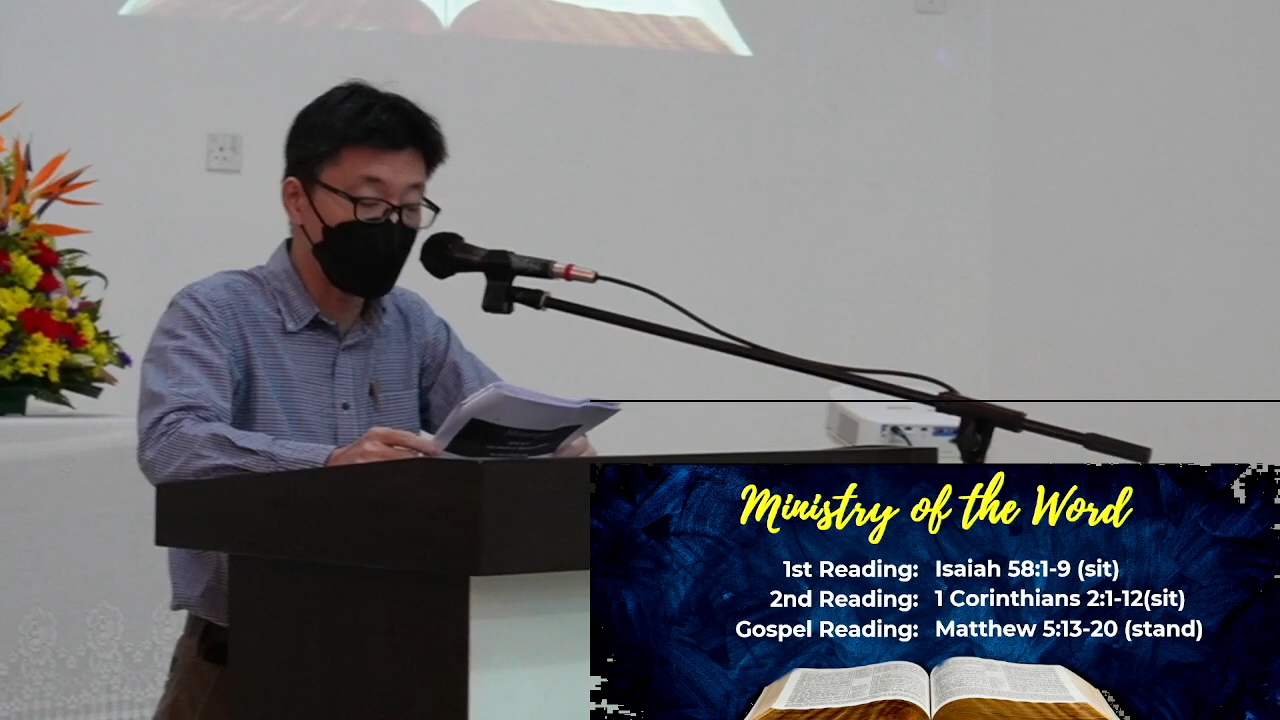 Ministry of the Word
1st Reading: Isaiah 58:1-9 (sit)
2nd Reading: 1 Corinthians 2:1-12(sit)
Gospel Reading: Matthew 5:13-20 (stand)